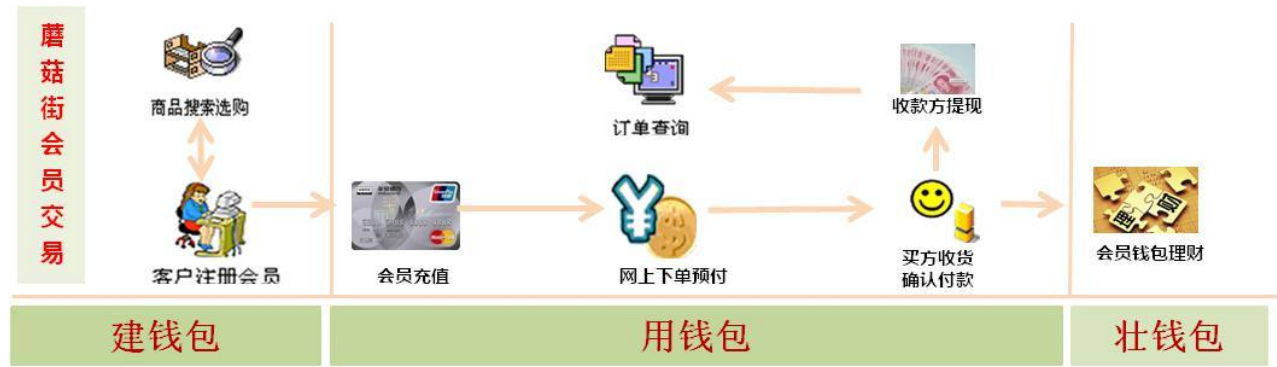 蘑菇街会员交易
商品搜索选购
客户注册会员
会员充值
网上下单预付
订单查询
收款方提现
买方收货
确认付款
理财
会员钱包理财
建钱包
用钱包
壮钱包